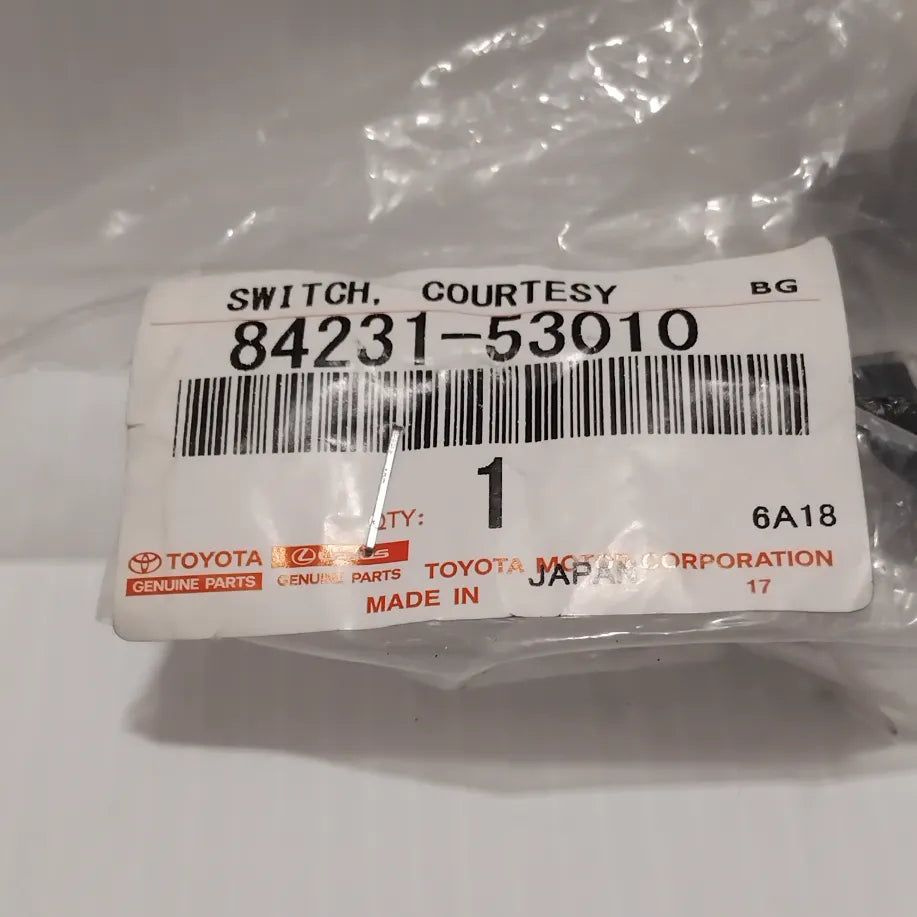 SWITCH, COURTESY BG
84231-53010
QTY: 1
6A18
TOYOTA
GENUINE PARTS
LEXUS
GENUINE PARTS
TOYOTA MOTOR CORPORATION
MADE IN JAPAN
17